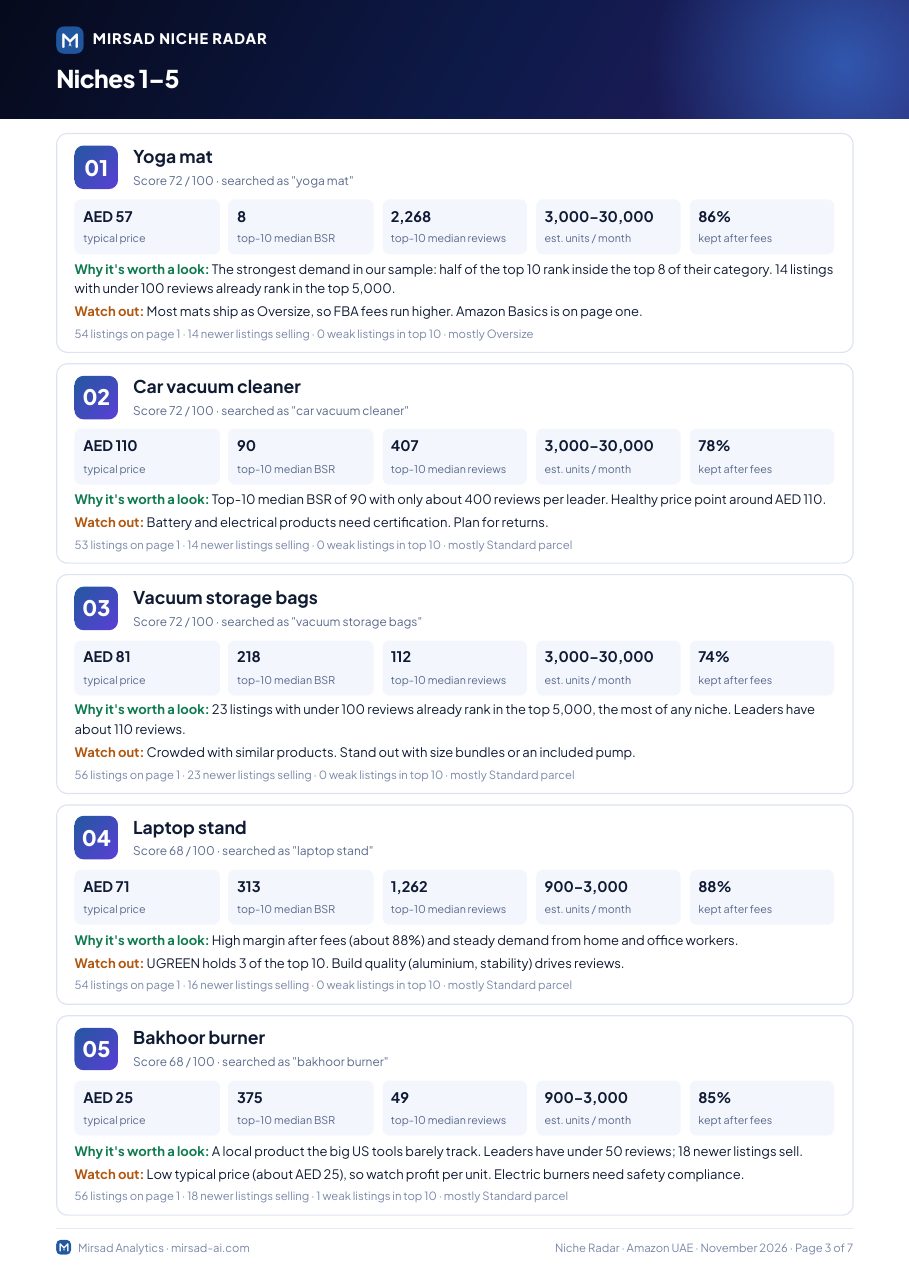 MIRSAD NICHE RADAR
Niches 1–5
01
Yoga mat
Score 72 / 100 · searched as "yoga mat"
AED 57
typical price
8
top-10 median BSR
2,268
top-10 median reviews
3,000–30,000
est. units / month
86%
kept after fees
Why it's worth a look: The strongest demand in our sample: half of the top 10 rank inside the top 8 of their category. 14 listings
with under 100 reviews already rank in the top 5,000.
Watch out: Most mats ship as Oversize, so FBA fees run higher. Amazon Basics is on page one.
54 listings on page 1 · 14 newer listings selling · 0 weak listings in top 10 · mostly Oversize
02
Car vacuum cleaner
Score 72 / 100 · searched as "car vacuum cleaner"
AED 110
typical price
90
top-10 median BSR
407
top-10 median reviews
3,000–30,000
est. units / month
78%
kept after fees
Why it's worth a look: Top-10 median BSR of 90 with only about 400 reviews per leader. Healthy price point around AED 110.
Watch out: Battery and electrical products need certification. Plan for returns.
53 listings on page 1 · 14 newer listings selling · 0 weak listings in top 10 · mostly Standard parcel
03
Vacuum storage bags
Score 72 / 100 · searched as "vacuum storage bags"
AED 81
typical price
218
top-10 median BSR
112
top-10 median reviews
3,000–30,000
est. units / month
74%
kept after fees
Why it's worth a look: 23 listings with under 100 reviews already rank in the top 5,000, the most of any niche. Leaders have
about 110 reviews.
Watch out: Crowded with similar products. Stand out with size bundles or an included pump.
56 listings on page 1 · 23 newer listings selling · 0 weak listings in top 10 · mostly Standard parcel
04
Laptop stand
Score 68 / 100 · searched as "laptop stand"
AED 71
typical price
313
top-10 median BSR
1,262
top-10 median reviews
900–3,000
est. units / month
88%
kept after fees
Why it's worth a look: High margin after fees (about 88%) and steady demand from home and office workers.
Watch out: UGREEN holds 3 of the top 10. Build quality (aluminium, stability) drives reviews.
54 listings on page 1 · 16 newer listings selling · 0 weak listings in top 10 · mostly Standard parcel
05
Bakhoor burner
Score 68 / 100 · searched as "bakhoor burner"
AED 25
typical price
375
top-10 median BSR
49
top-10 median reviews
900–3,000
est. units / month
85%
kept after fees
Why it's worth a look: A local product the big US tools barely track. Leaders have under 50 reviews; 18 newer listings sell.
Watch out: Low typical price (about AED 25), so watch profit per unit. Electric burners need safety compliance.
56 listings on page 1 · 18 newer listings selling · 1 weak listings in top 10 · mostly Standard parcel
Mirsad Analytics · mirsad-ai.com
Niche Radar · Amazon UAE · November 2026 · Page 3 of 7